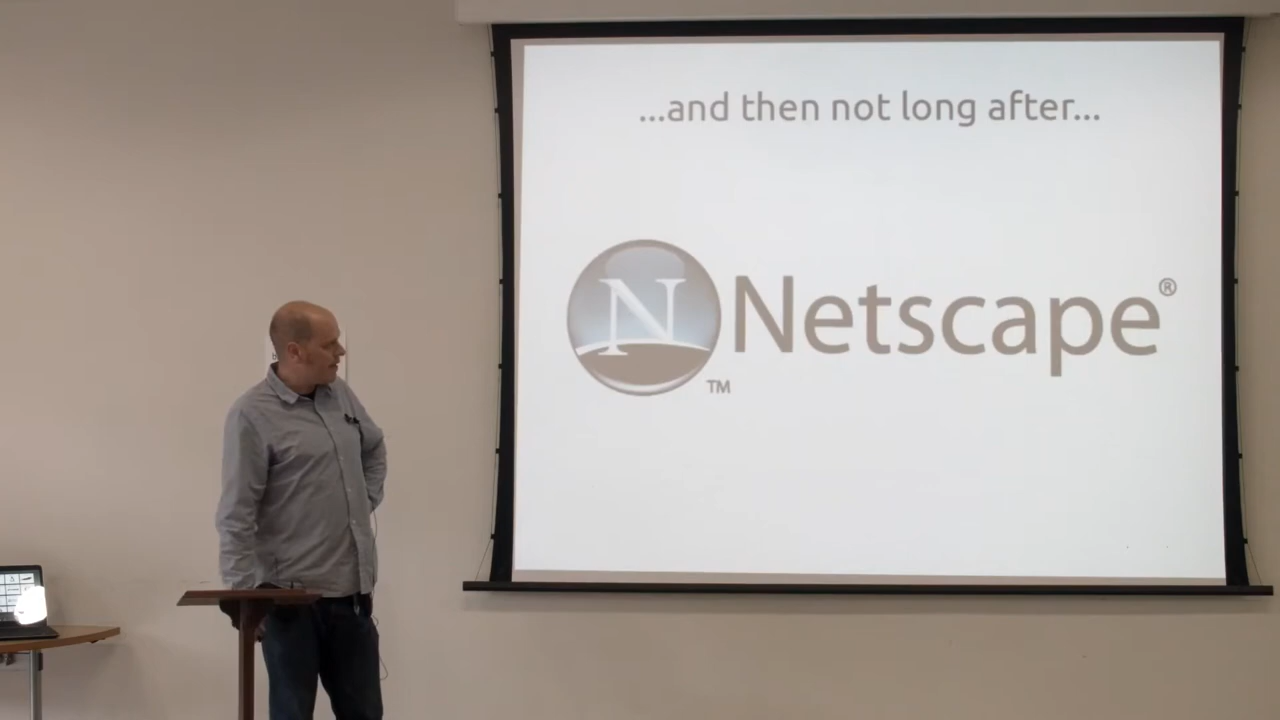 ...and then not long after...
N Netscape®
™